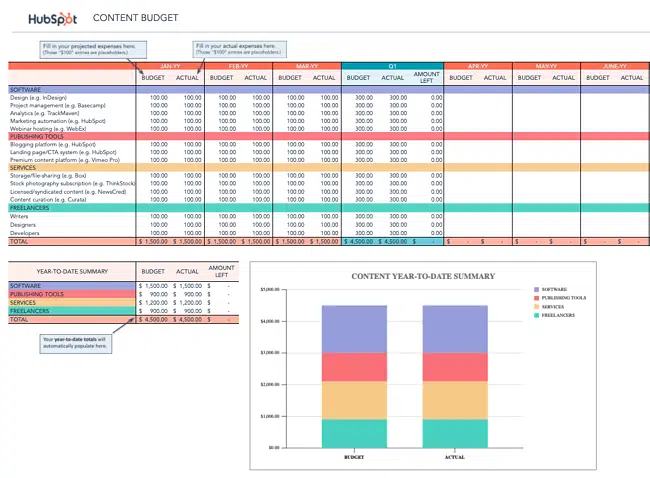 HubSpot CONTENT BUDGET
Fill in your projected expenses here.
(Those "$100" entries are placeholders.)
Fill in your actual expenses here.
(Those "$100" entries are placeholders.)
JAN-YY FEB-YY MAR-YY Q1 APR-YY MAY-YY JUNE-YY
BUDGET ACTUAL BUDGET ACTUAL BUDGET ACTUAL BUDGET ACTUAL AMOUNT LEFT BUDGET ACTUAL BUDGET ACTUAL BUDGET ACTUAL
SOFTWARE
Design (e.g. InDesign) 100.00 100.00 100.00 100.00 100.00 100.00 300.00 300.00 0.00
Project management (e.g. Basecamp) 100.00 100.00 100.00 100.00 100.00 100.00 300.00 300.00 0.00
Analytics (e.g. TrackMaven) 100.00 100.00 100.00 100.00 100.00 100.00 300.00 300.00 0.00
Marketing automation (e.g. HubSpot) 100.00 100.00 100.00 100.00 100.00 100.00 300.00 300.00 0.00
Webinar hosting (e.g. WebEx) 100.00 100.00 100.00 100.00 100.00 100.00 300.00 300.00 0.00
PUBLISHING TOOLS
Blogging platform (e.g. HubSpot) 100.00 100.00 100.00 100.00 100.00 100.00 300.00 300.00 0.00
Landing page/CTA system (e.g. HubSpot) 100.00 100.00 100.00 100.00 100.00 100.00 300.00 300.00 0.00
Premium content platform (e.g. Vimeo Pro) 100.00 100.00 100.00 100.00 100.00 100.00 300.00 300.00 0.00
SERVICES
Storage/file-sharing (e.g. Box) 100.00 100.00 100.00 100.00 100.00 100.00 300.00 300.00 0.00
Stock photography subscription (e.g. ThinkStock) 100.00 100.00 100.00 100.00 100.00 100.00 300.00 300.00 0.00
Licensed/syndicated content (e.g. NewsCred) 100.00 100.00 100.00 100.00 100.00 100.00 300.00 300.00 0.00
Content curation (e.g. Curata) 100.00 100.00 100.00 100.00 100.00 100.00 300.00 300.00 0.00
FREELANCERS
Writers 100.00 100.00 100.00 100.00 100.00 100.00 300.00 300.00 0.00
Designers 100.00 100.00 100.00 100.00 100.00 100.00 300.00 300.00 0.00
Developers 100.00 100.00 100.00 100.00 100.00 100.00 300.00 300.00 0.00
TOTAL $ 1,500.00 $ 1,500.00 $ 1,500.00 $ 1,500.00 $ 1,500.00 $ 1,500.00 $ 4,500.00 $ 4,500.00 $ - $ - $ - $ - $ - $ - $ -
YEAR-TO-DATE SUMMARY BUDGET ACTUAL AMOUNT LEFT
SOFTWARE $ 1,500.00 $ 1,500.00 $ -
PUBLISHING TOOLS $ 900.00 $ 900.00 $ -
SERVICES $ 1,200.00 $ 1,200.00 $ -
FREELANCERS $ 900.00 $ 900.00 $ -
TOTAL $ 4,500.00 $ 4,500.00 $ -
Your year-to-date totals will
automatically populate here.
CONTENT YEAR-TO-DATE SUMMARY
$5,000.00
$4,000.00
$3,000.00
$2,000.00
$1,000.00
$0.00
BUDGET ACTUAL
SOFTWARE
PUBLISHING TOOLS
SERVICES
FREELANCERS